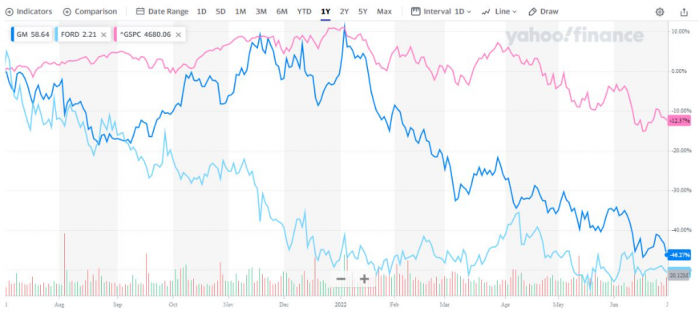 Indicators Comparison Date Range 1D 5D 1M 3M 6M YTD 1Y 2Y 5Y Max Interval 1D Line Draw
GM 58.64 FORD 2.21 ^GSPC 4680.06
yahoo!finance
10.00%
-10.00%
-12.37%
-20.00%
-30.00%
-40.00%
-46.27%
Aug Sep Oct Nov Dec 2022 Feb Mar Apr May Jun